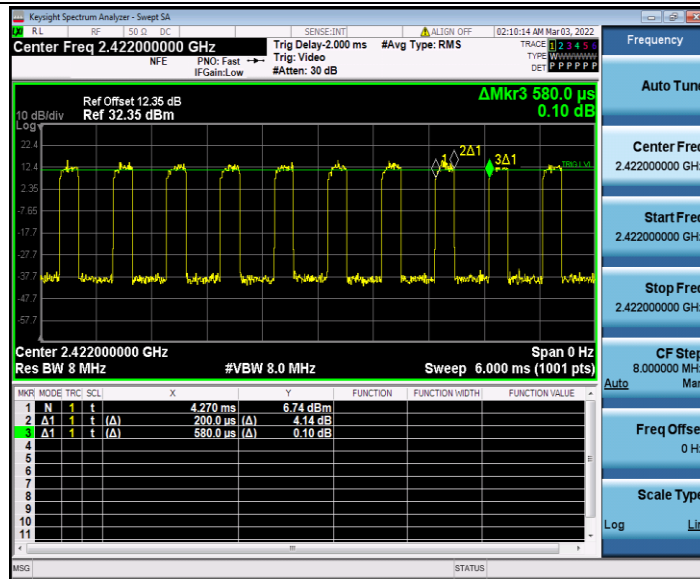 Keysight Spectrum Analyzer - Swept SA
RL RF 50 Ω DC SENSE:INT ALIGN OFF 02:10:14 AM Mar 03, 2022
Center Freq 2.422000000 GHz
NFE PNO: Fast IFGain:Low
Trig Delay-2.000 ms #Avg Type: RMS
Trig: Video
#Atten: 30 dB
TRACE 1 2 3 4 5 6
TYPE WWWWWW
DET P P P P P P
Ref Offset 12.35 dB
10 dB/div Ref 32.35 dBm
Log
ΔMkr3 580.0 µs
0.10 dB
22.4
12.4
2.35
-7.65
-17.7
-27.7
-37.7
-47.7
-57.7
1 2Δ1 3Δ1 TRIG LVL
Center 2.422000000 GHz Span 0 Hz
Res BW 8 MHz #VBW 8.0 MHz Sweep 6.000 ms (1001 pts)
MKR MODE TRC SCL X Y FUNCTION FUNCTION WIDTH FUNCTION VALUE
1 N 1 t 4.270 ms 6.74 dBm
2 Δ1 1 t (Δ) 200.0 µs (Δ) 4.14 dB
3 Δ1 1 t (Δ) 580.0 µs (Δ) 0.10 dB
4
5
6
7
8
9
10
11
MSG STATUS
Frequency
Auto Tune
Center Freq
2.422000000 GHz
Start Freq
2.422000000 GHz
Stop Freq
2.422000000 GHz
CF Step
8.000000 MHz
Auto Man
Freq Offset
0 Hz
Scale Type
Log Lin